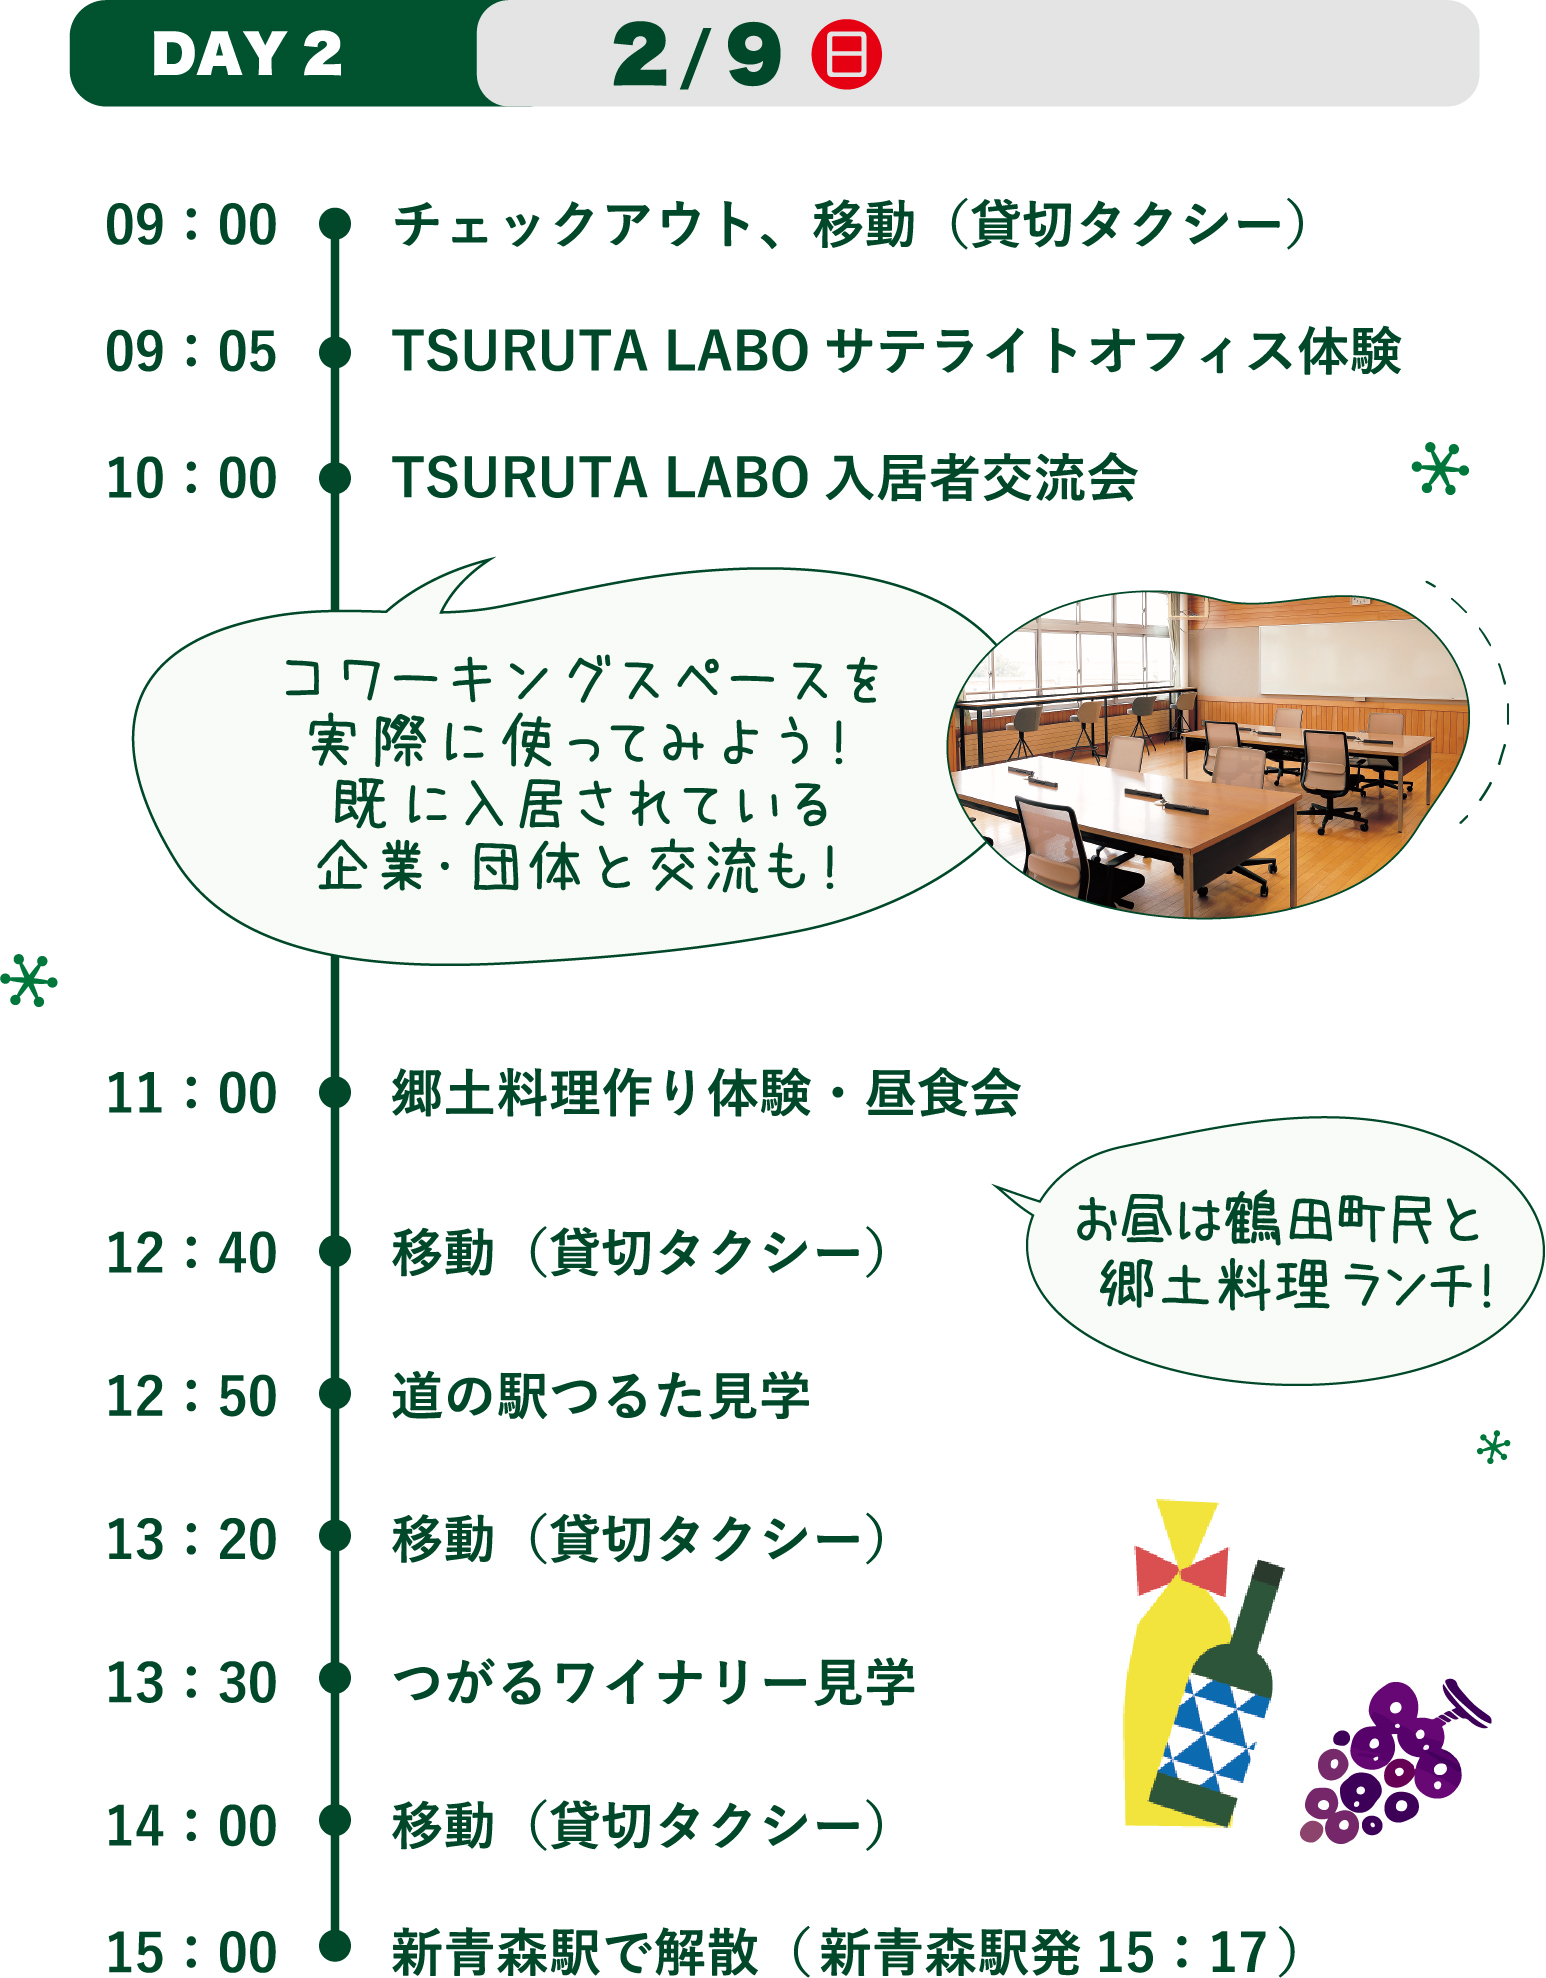 DAY 2
2/9 日
09：00 チェックアウト、移動（貸切タクシー）
09：05 TSURUTA LABO サテライトオフィス体験
10：00 TSURUTA LABO 入居者交流会
コワーキングスペースを
実際に使ってみよう！
既に入居されている
企業・団体と交流も！
11：00 郷土料理作り体験・昼食会
お昼は鶴田町民と
郷土料理ランチ！
12：40 移動（貸切タクシー）
12：50 道の駅つるた見学
13：20 移動（貸切タクシー）
13：30 つがるワイナリー見学
14：00 移動（貸切タクシー）
15：00 新青森駅で解散（新青森駅発 15：17）